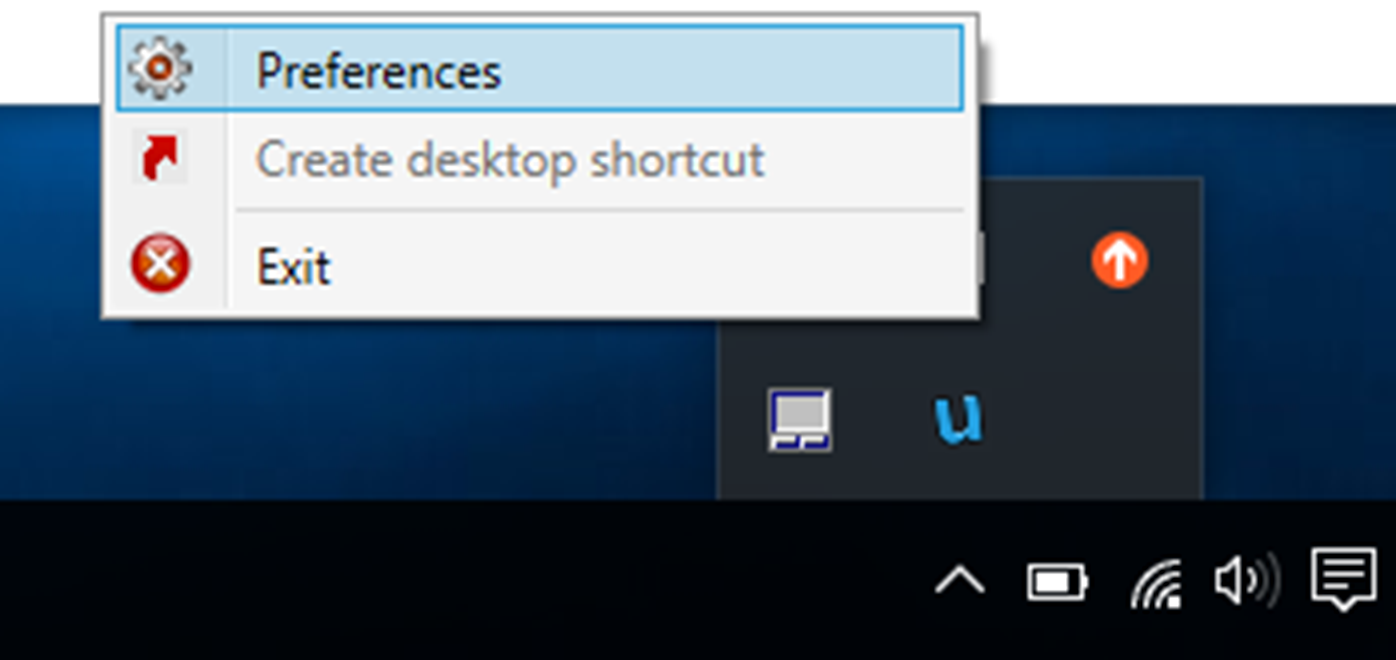 Preferences
Create desktop shortcut
Exit
u